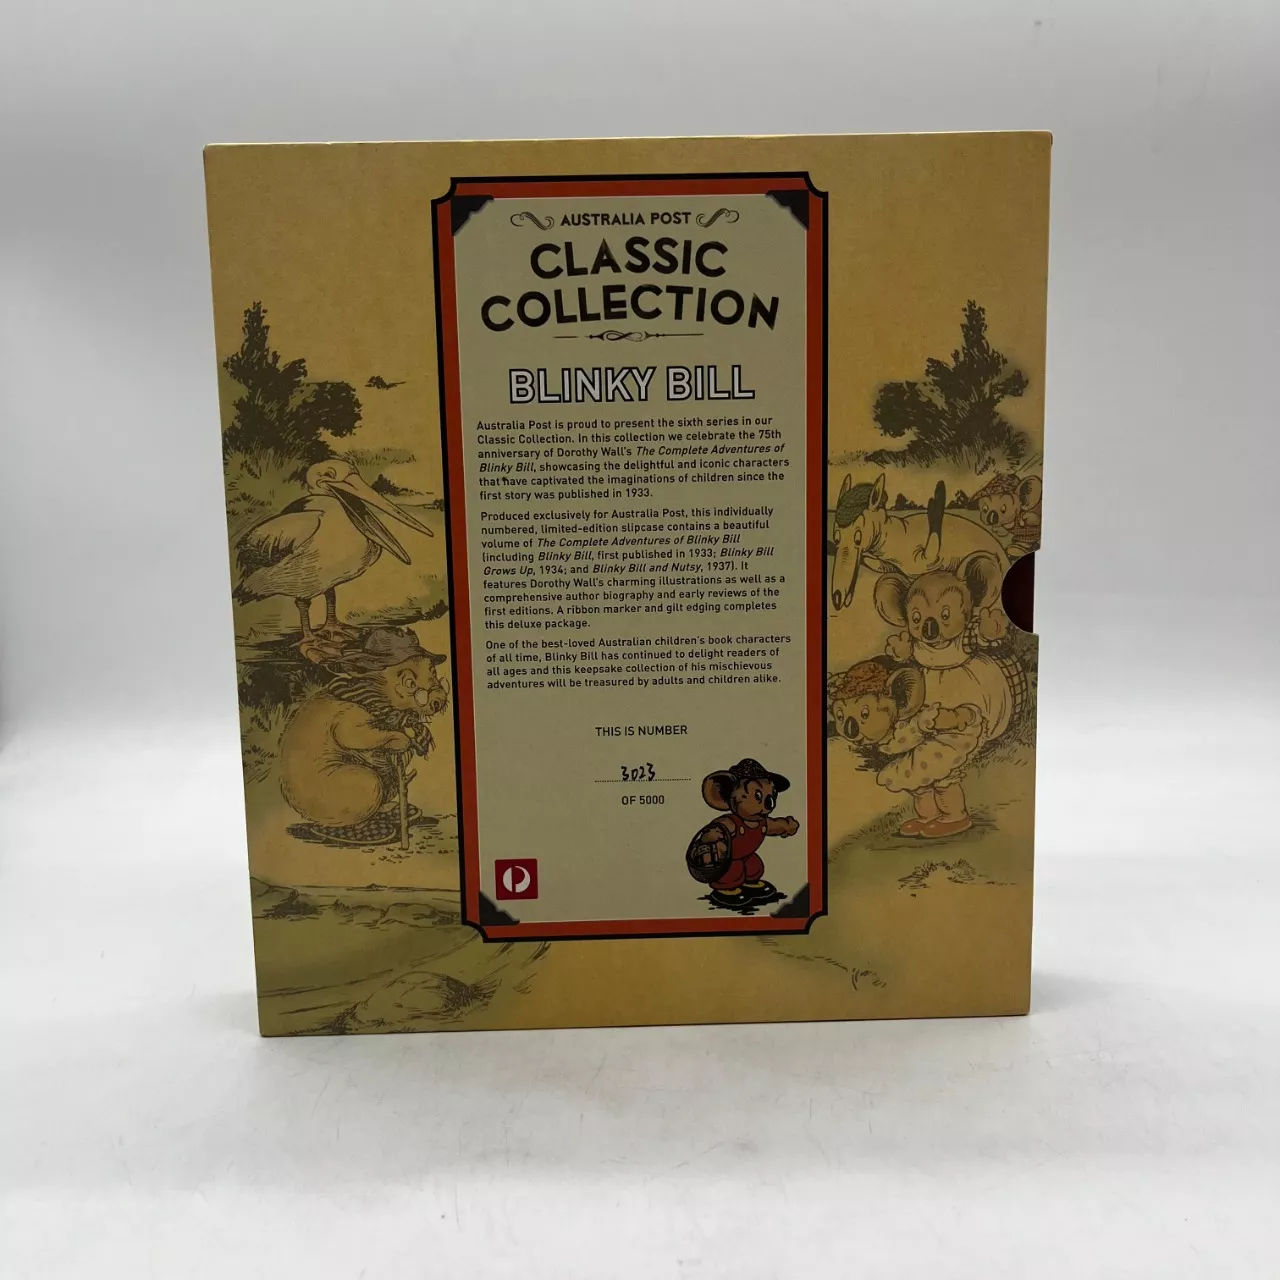 AUSTRALIA POST
CLASSIC
COLLECTION
BLINKY BILL
Australia Post is proud to present the sixth series in our
Classic Collection. In this collection we celebrate the 75th
anniversary of Dorothy Wall's The Complete Adventures of
Blinky Bill, showcasing the delightful and iconic characters
that have captivated the imaginations of children since the
first story was published in 1933.
Produced exclusively for Australia Post, this individually
numbered, limited-edition slipcase contains a beautiful
volume of The Complete Adventures of Blinky Bill
(including Blinky Bill, first published in 1933; Blinky Bill
Grows Up, 1934; and Blinky Bill and Nutsy, 1937). It
features Dorothy Wall's charming illustrations as well as a
comprehensive author biography and early reviews of the
first editions. A ribbon marker and gilt edging completes
this deluxe package.
One of the best-loved Australian children's book characters
of all time, Blinky Bill has continued to delight readers of
all ages and this keepsake collection of his mischievous
adventures will be treasured by adults and children alike.
THIS IS NUMBER
3023
OF 5000